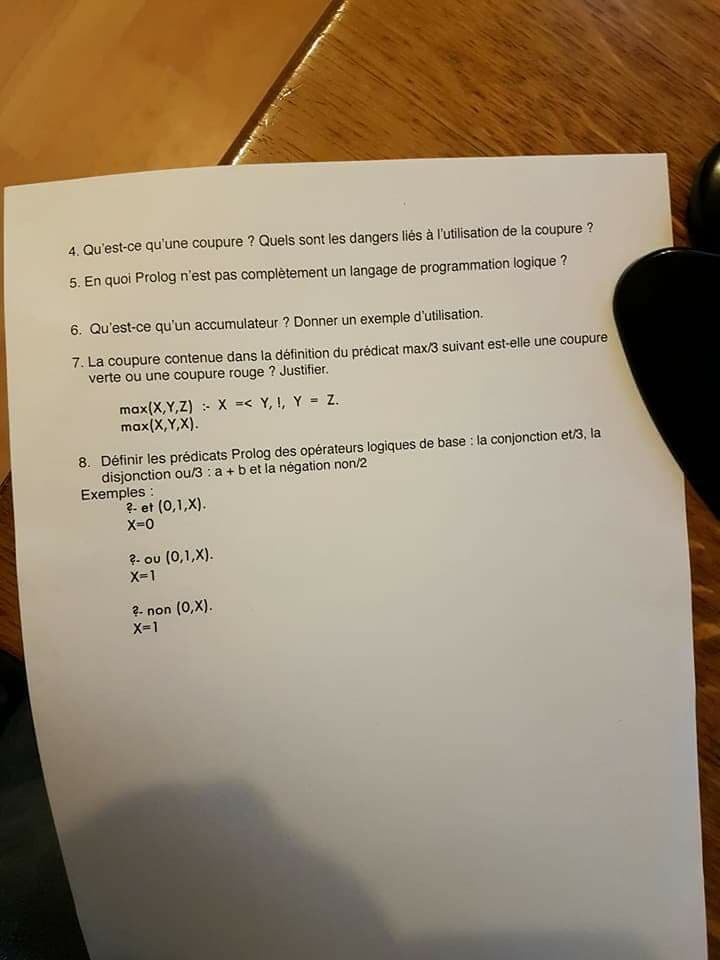 4. Qu'est-ce qu'une coupure ? Quels sont les dangers liés à l'utilisation de la coupure ?
5. En quoi Prolog n'est pas complètement un langage de programmation logique ?
6. Qu'est-ce qu'un accumulateur ? Donner un exemple d'utilisation.
7. La coupure contenue dans la définition du prédicat max/3 suivant est-elle une coupure
verte ou une coupure rouge ? Justifier.
max(X,Y,Z) :- X =< Y, !, Y = Z.
max(X,Y,X).
8. Définir les prédicats Prolog des opérateurs logiques de base : la conjonction et/3, la
disjonction ou/3 : a + b et la négation non/2
Exemples :
?- et (0,1,X).
X=0
?- ou (0,1,X).
X=1
?- non (0,X).
X=1